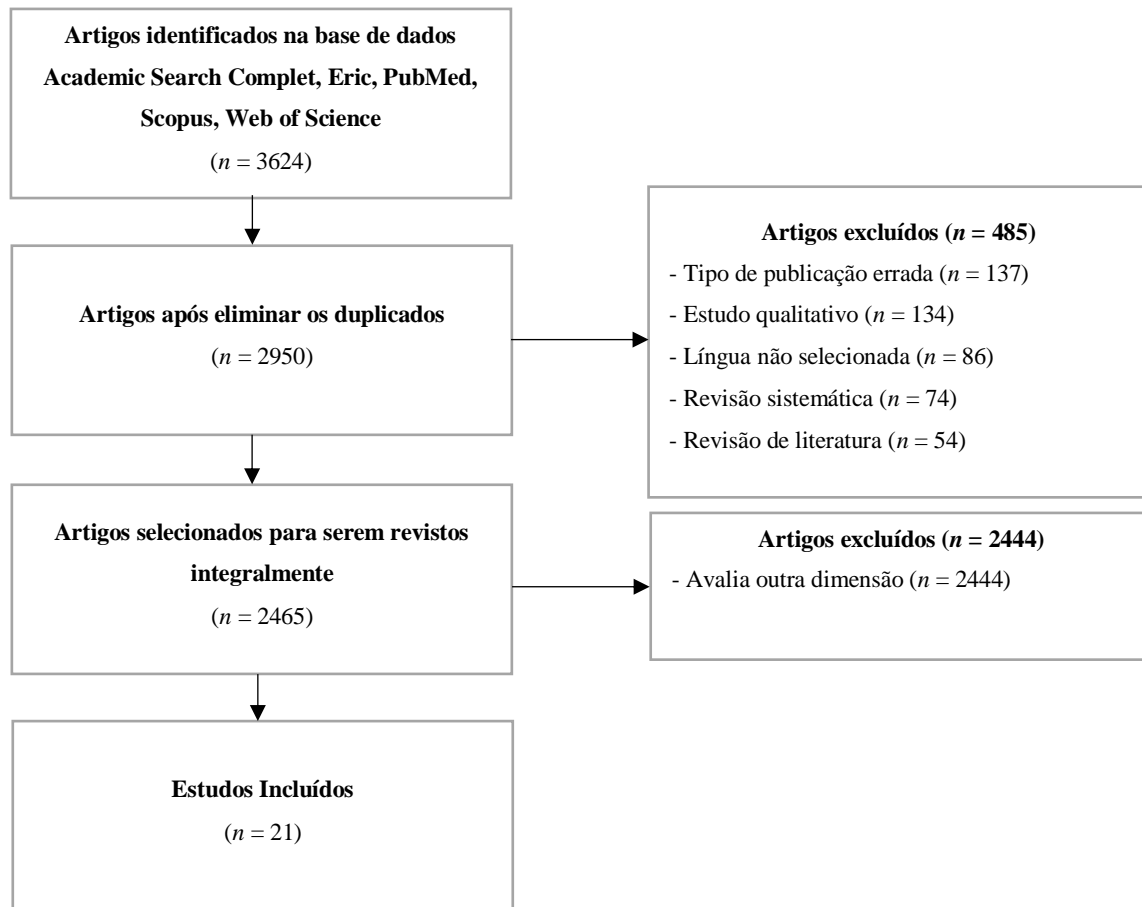 Artigos identificados na base de dados
Academic Search Complet, Eric, PubMed,
Scopus, Web of Science
(n = 3624)
Artigos após eliminar os duplicados
(n = 2950)
Artigos excluídos (n = 485)
- Tipo de publicação errada (n = 137)
- Estudo qualitativo (n = 134)
- Língua não selecionada (n = 86)
- Revisão sistemática (n = 74)
- Revisão de literatura (n = 54)
Artigos selecionados para serem revistos
integralmente
(n = 2465)
Artigos excluídos (n = 2444)
- Avalia outra dimensão (n = 2444)
Estudos Incluídos
(n = 21)